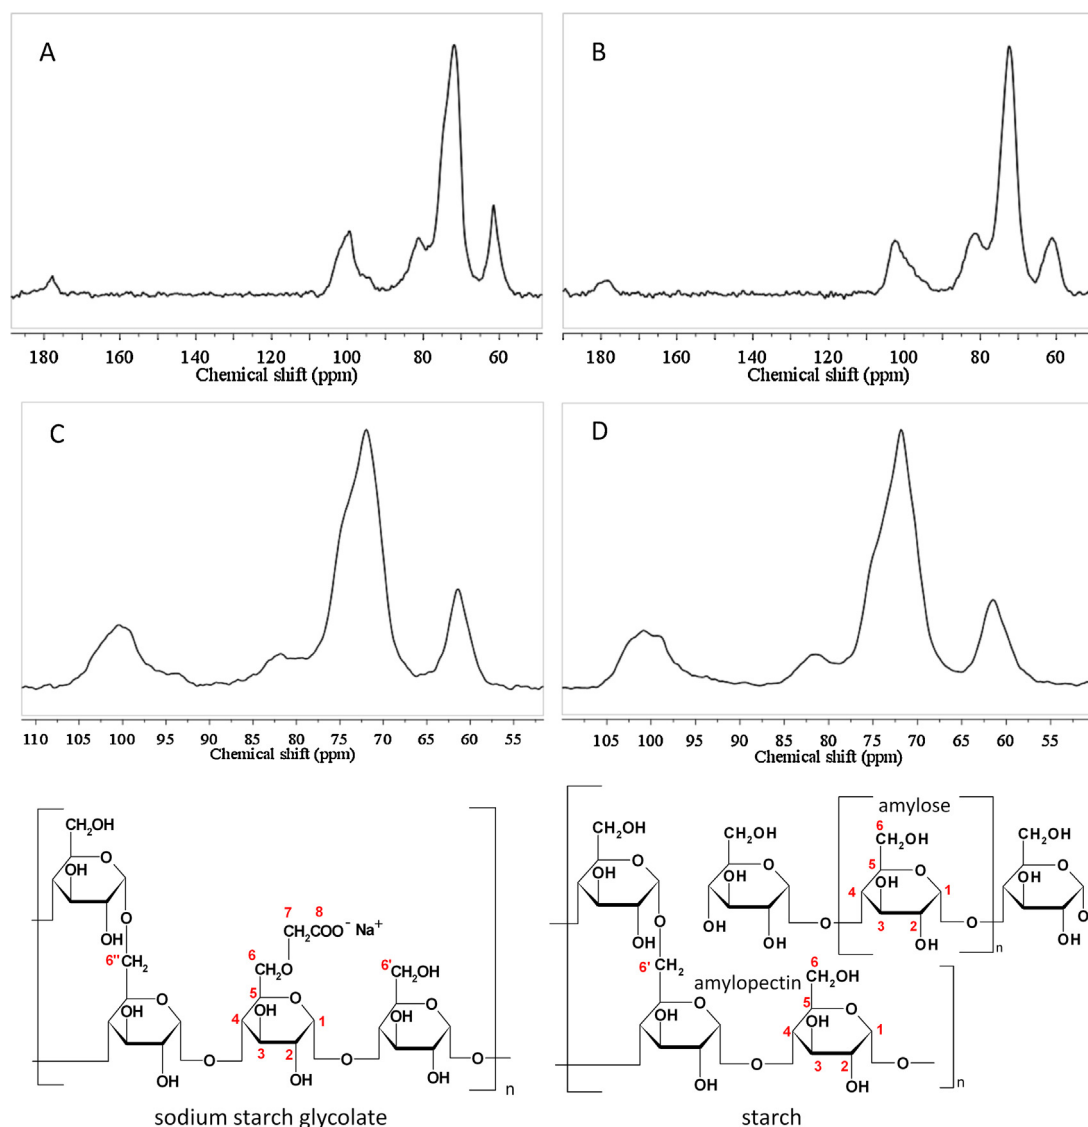 A
B
180 160 140 120 100 80 60
Chemical shift (ppm)
180 160 140 120 100 80 60
Chemical shift (ppm)
C
D
110 105 100 95 90 85 80 75 70 65 60 55
Chemical shift (ppm)
105 100 95 90 85 80 75 70 65 60 55
Chemical shift (ppm)
CH₂OH
O
OH
OH
O
6'' CH₂
O
OH
OH
O
7 8
CH₂COO⁻ Na⁺
6
CH₂
O
5
O
4
OH
1
3
2
OH
O
6'
CH₂OH
O
OH
OH
O
n
sodium starch glycolate
CH₂OH
O
OH
OH
O
6' CH₂
O
OH
OH
O
CH₂OH
O
OH
OH
OH
O
amylose
6
CH₂OH
5
O
4
OH
1
3
2
OH
O
n
CH₂OH
O
OH
OH
O
amylopectin
6
CH₂OH
5
O
4
OH
1
3
2
OH
O
n
starch